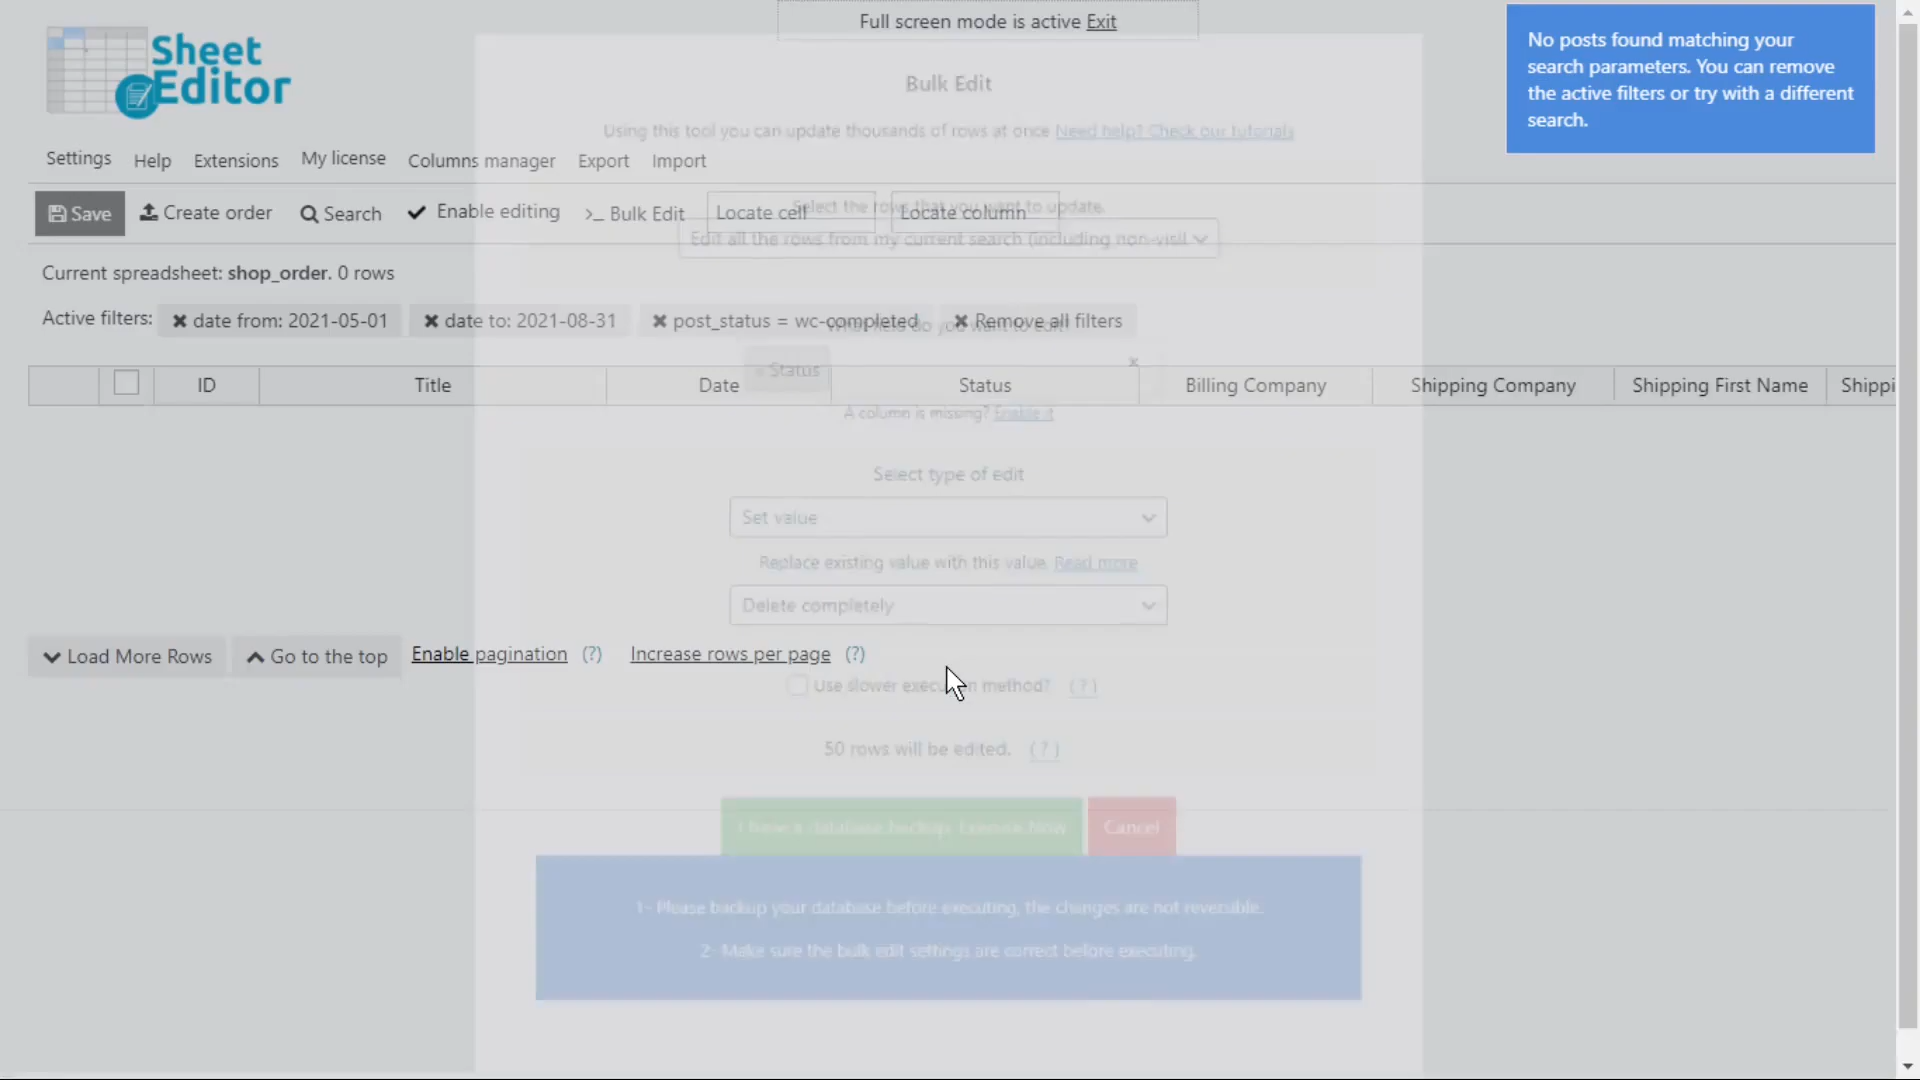 Full screen mode is active Exit
No posts found matching your
search parameters. You can remove
the active filters or try with a different
search.
Sheet
Editor
Bulk Edit
Using this tool you can update thousands of rows at once Need help? Check our tutorials
Settings Help Extensions My license Columns manager Export Import
Save Create order Search Enable editing >_ Bulk Edit Locate cell Locate column
Select the rows that you want to update.
Edit all the rows from my current search (including non-visil
Current spreadsheet: shop_order. 0 rows
Active filters: date from: 2021-05-01 date to: 2021-08-31 post_status = wc-completed Remove all filters
What field do you want to edit?
Status
ID Title Date Status Billing Company Shipping Company Shipping First Name Shippi
A column is missing? Enable it
Select type of edit
Set value
Replace existing value with this value. Read more
Delete completely
Load More Rows Go to the top Enable pagination (?) Increase rows per page (?)
Use slower execution method? (?)
50 rows will be edited. (?)
I have a database backup, Execute Now Cancel
1- Please backup your database before executing, the changes are not reversible.
2- Make sure the bulk edit settings are correct before executing.